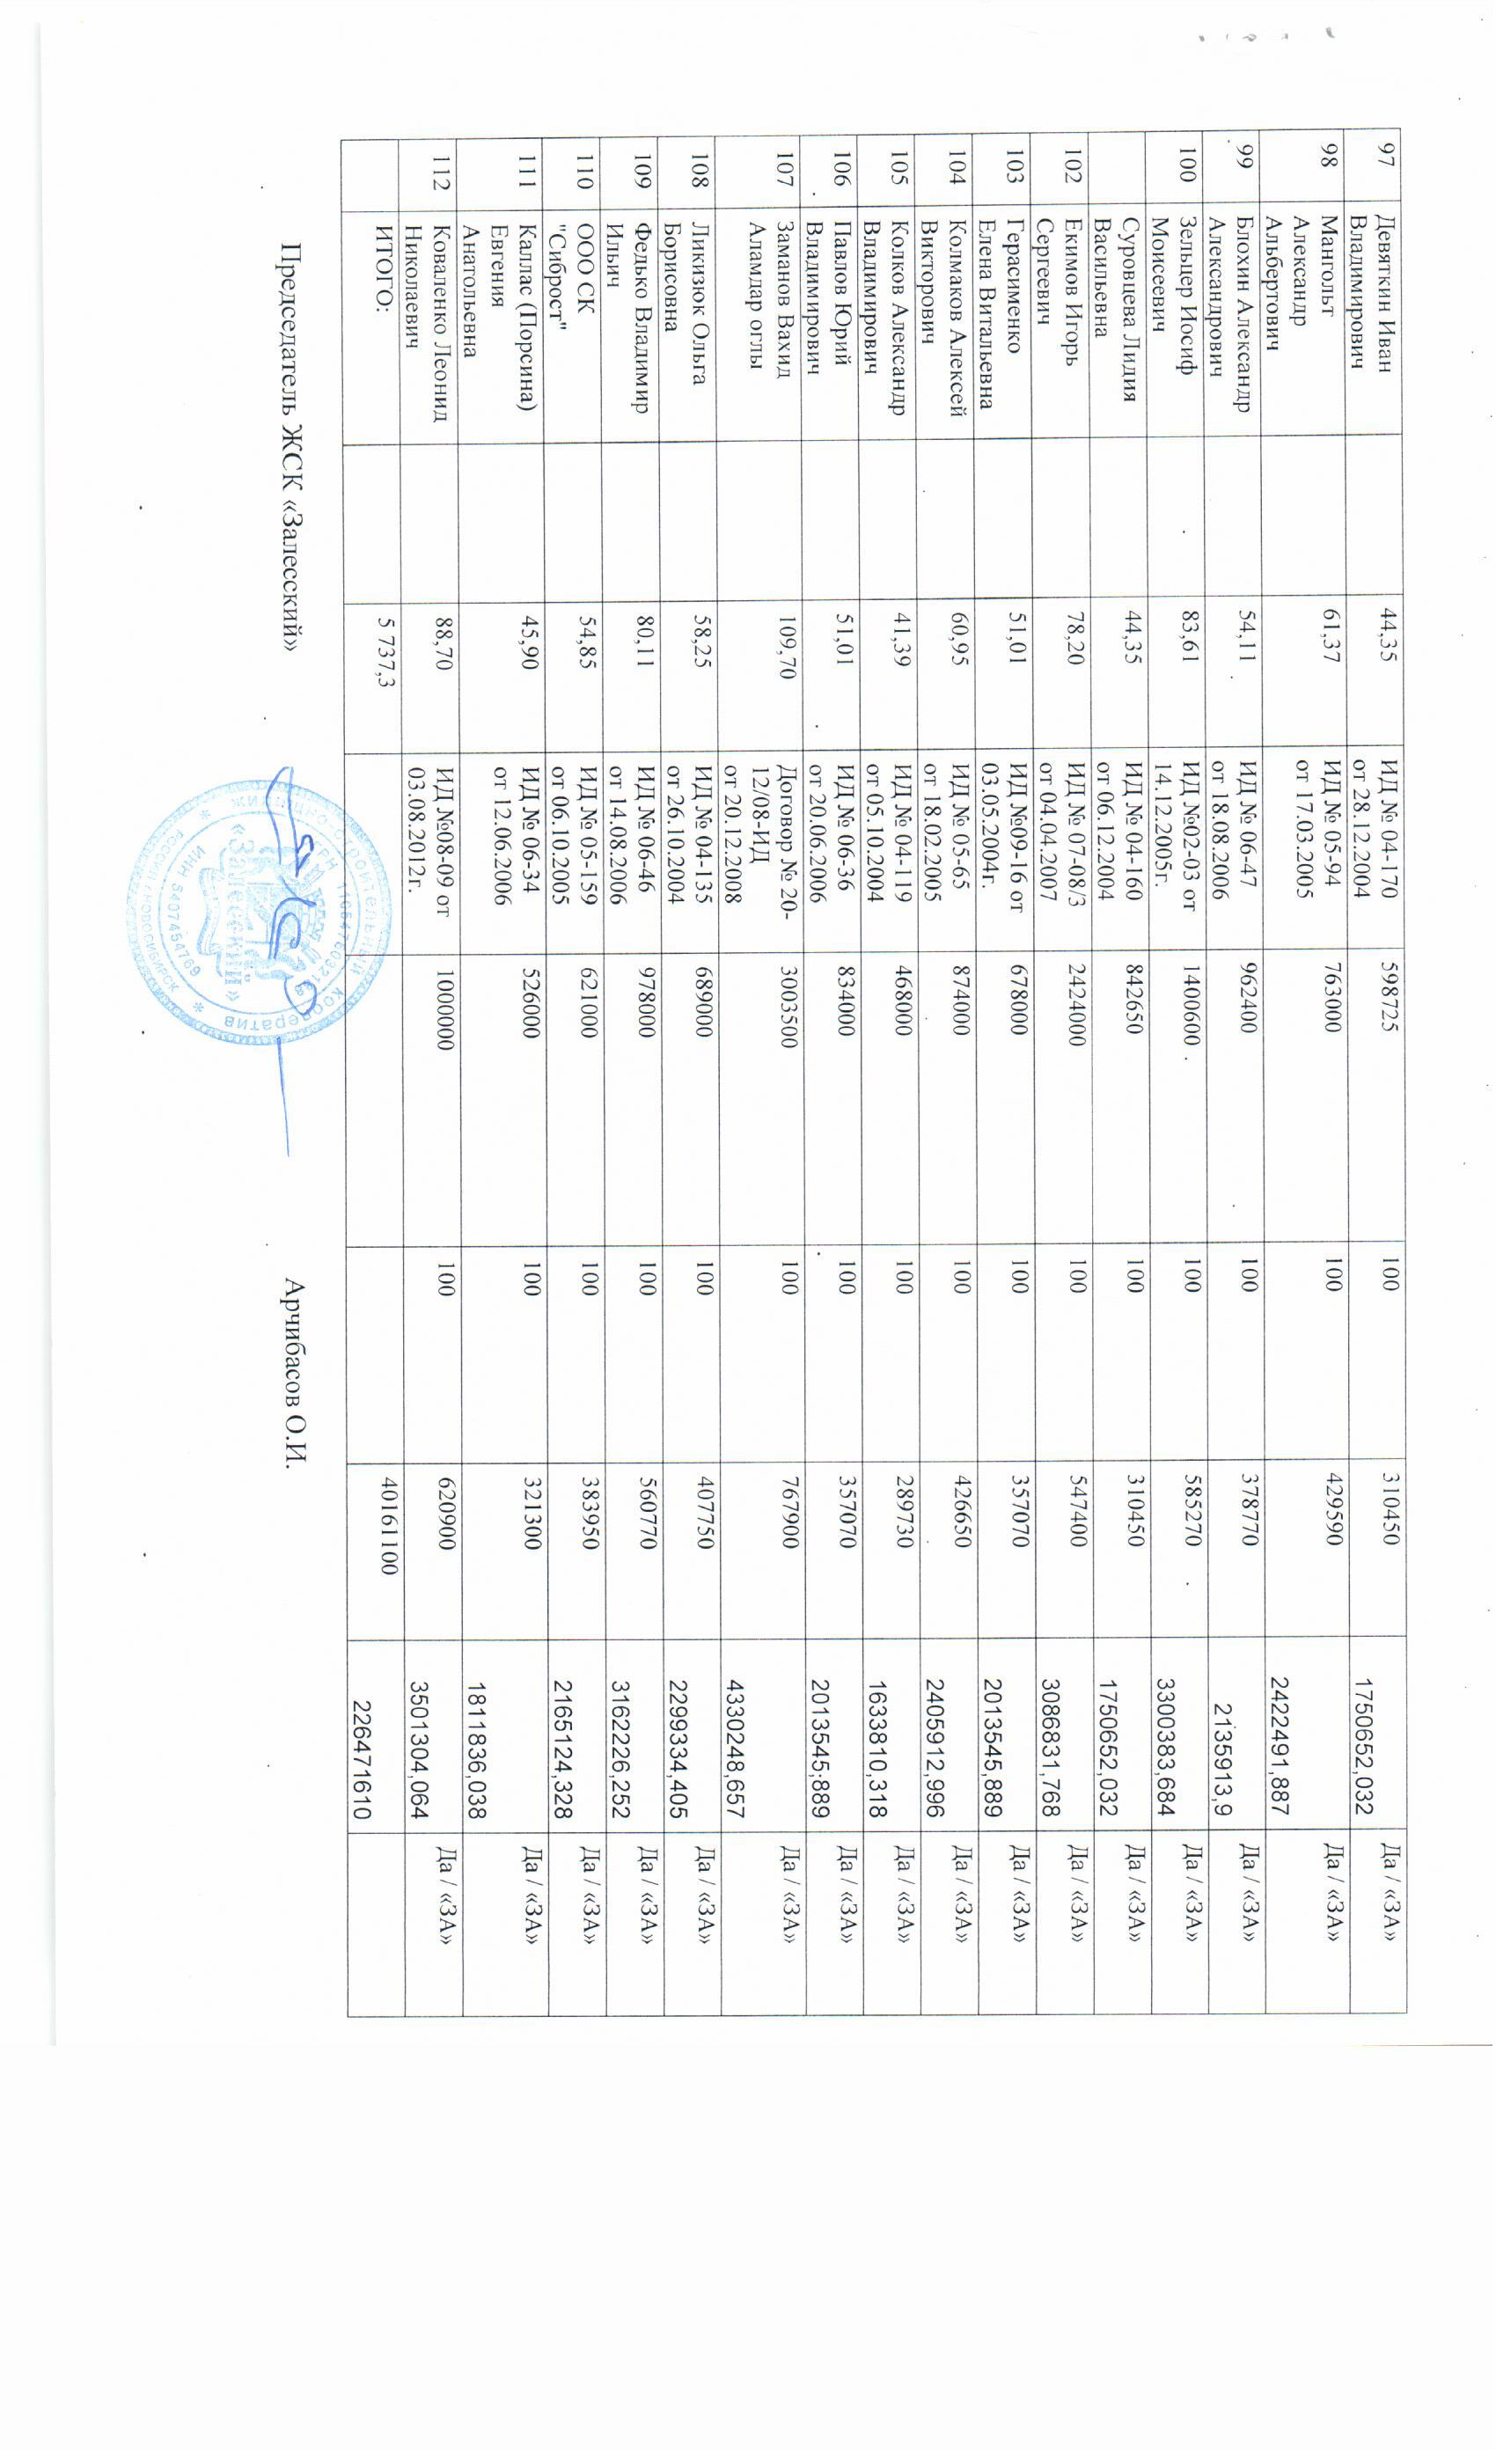 97 Девяткин Иван 44,35 ИД № 04-170 598725 100 310450 1750652,032 Да / «ЗА»
Владимирович от 28.12.2004
98 Мангольт 61,37 ИД № 05-94 763000 100 429590 2422491,887 Да / «ЗА»
Александр от 17.03.2005
Альбертович
99 Блохин Александр 54,11 ИД № 06-47 962400 100 378770 2135913,9 Да / «ЗА»
Александрович от 18.08.2006
100 Зельцер Иосиф 83,61 ИД №02-03 от 1400600 100 585270 3300383,684 Да / «ЗА»
Моисеевич 14.12.2005г.
Суровцева Лидия 44,35 ИД № 04-160 842650 100 310450 1750652,032 Да / «ЗА»
Васильевна от 06.12.2004
102 Екимов Игорь 78,20 ИД № 07-08/3 2424000 100 547400 3086831,768 Да / «ЗА»
Сергеевич от 04.04.2007
103 Герасименко 51,01 ИД №09-16 от 678000 100 357070 2013545,889 Да / «ЗА»
Елена Витальевна 03.05.2004г.
104 Колмаков Алексей 60,95 ИД № 05-65 874000 100 426650 2405912,996 Да / «ЗА»
Викторович от 18.02.2005
105 Колков Александр 41,39 ИД № 04-119 468000 100 289730 1633810,318 Да / «ЗА»
Владимирович от 05.10.2004
106 Павлов Юрий 51,01 ИД № 06-36 834000 100 357070 2013545,889 Да / «ЗА»
Владимирович от 20.06.2006
107 Заманов Вахид 109,70 Договор № 20- 3003500 100 767900 4330248,657 Да / «ЗА»
Аламдар оглы 12/08-ИД
от 20.12.2008
108 Ликизюк Ольга 58,25 ИД № 04-135 689000 100 407750 2299334,405 Да / «ЗА»
Борисовна от 26.10.2004
109 Федько Владимир 80,11 ИД № 06-46 978000 100 560770 3162226,252 Да / «ЗА»
Ильич от 14.08.2006
110 ООО СК 54,85 ИД № 05-159 621000 100 383950 2165124,328 Да / «ЗА»
"Сиброст" от 06.10.2005
111 Каллас (Порсина) 45,90 ИД № 06-34 526000 100 321300 1811836,038 Да / «ЗА»
Евгения от 12.06.2006
Анатольевна
112 Коваленко Леонид 88,70 ИД №08-09 от 1000000 100 620900 3501304,064 Да / «ЗА»
Николаевич 03.08.2012г.
ИТОГО: 5 737,3 40161100 226471610
Председатель ЖСК «Залесский» Арчибасов О.И.
«Залесский»
ИНН 5407454769